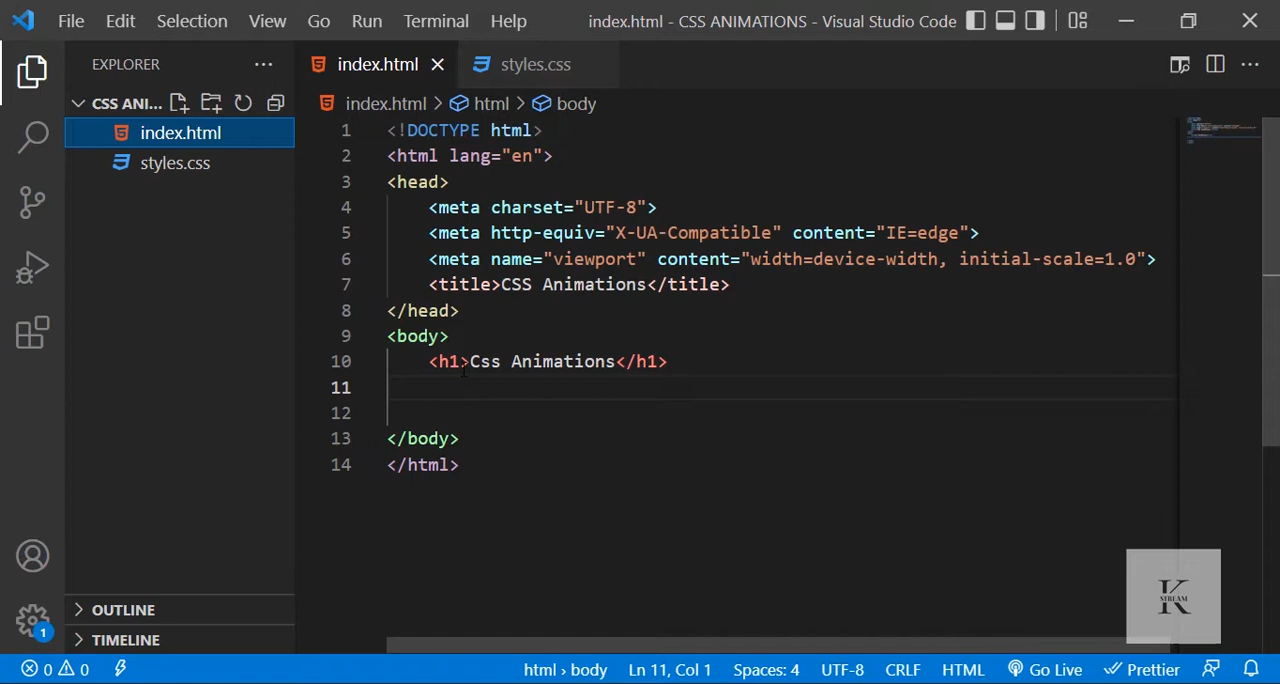 File Edit Selection View Go Run Terminal Help index.html - CSS ANIMATIONS - Visual Studio Code
EXPLORER
index.html
styles.css
CSS ANI...
index.html > html > body
index.html
styles.css
1 <!DOCTYPE html>
2 <html lang="en">
3 <head>
4 <meta charset="UTF-8">
5 <meta http-equiv="X-UA-Compatible" content="IE=edge">
6 <meta name="viewport" content="width=device-width, initial-scale=1.0">
7 <title>CSS Animations</title>
8 </head>
9 <body>
10 <h1>Css Animations</h1>
11
12
13 </body>
14 </html>
K
STREAM
OUTLINE
TIMELINE
1
0 0 html › body Ln 11, Col 1 Spaces: 4 UTF-8 CRLF HTML Go Live Prettier